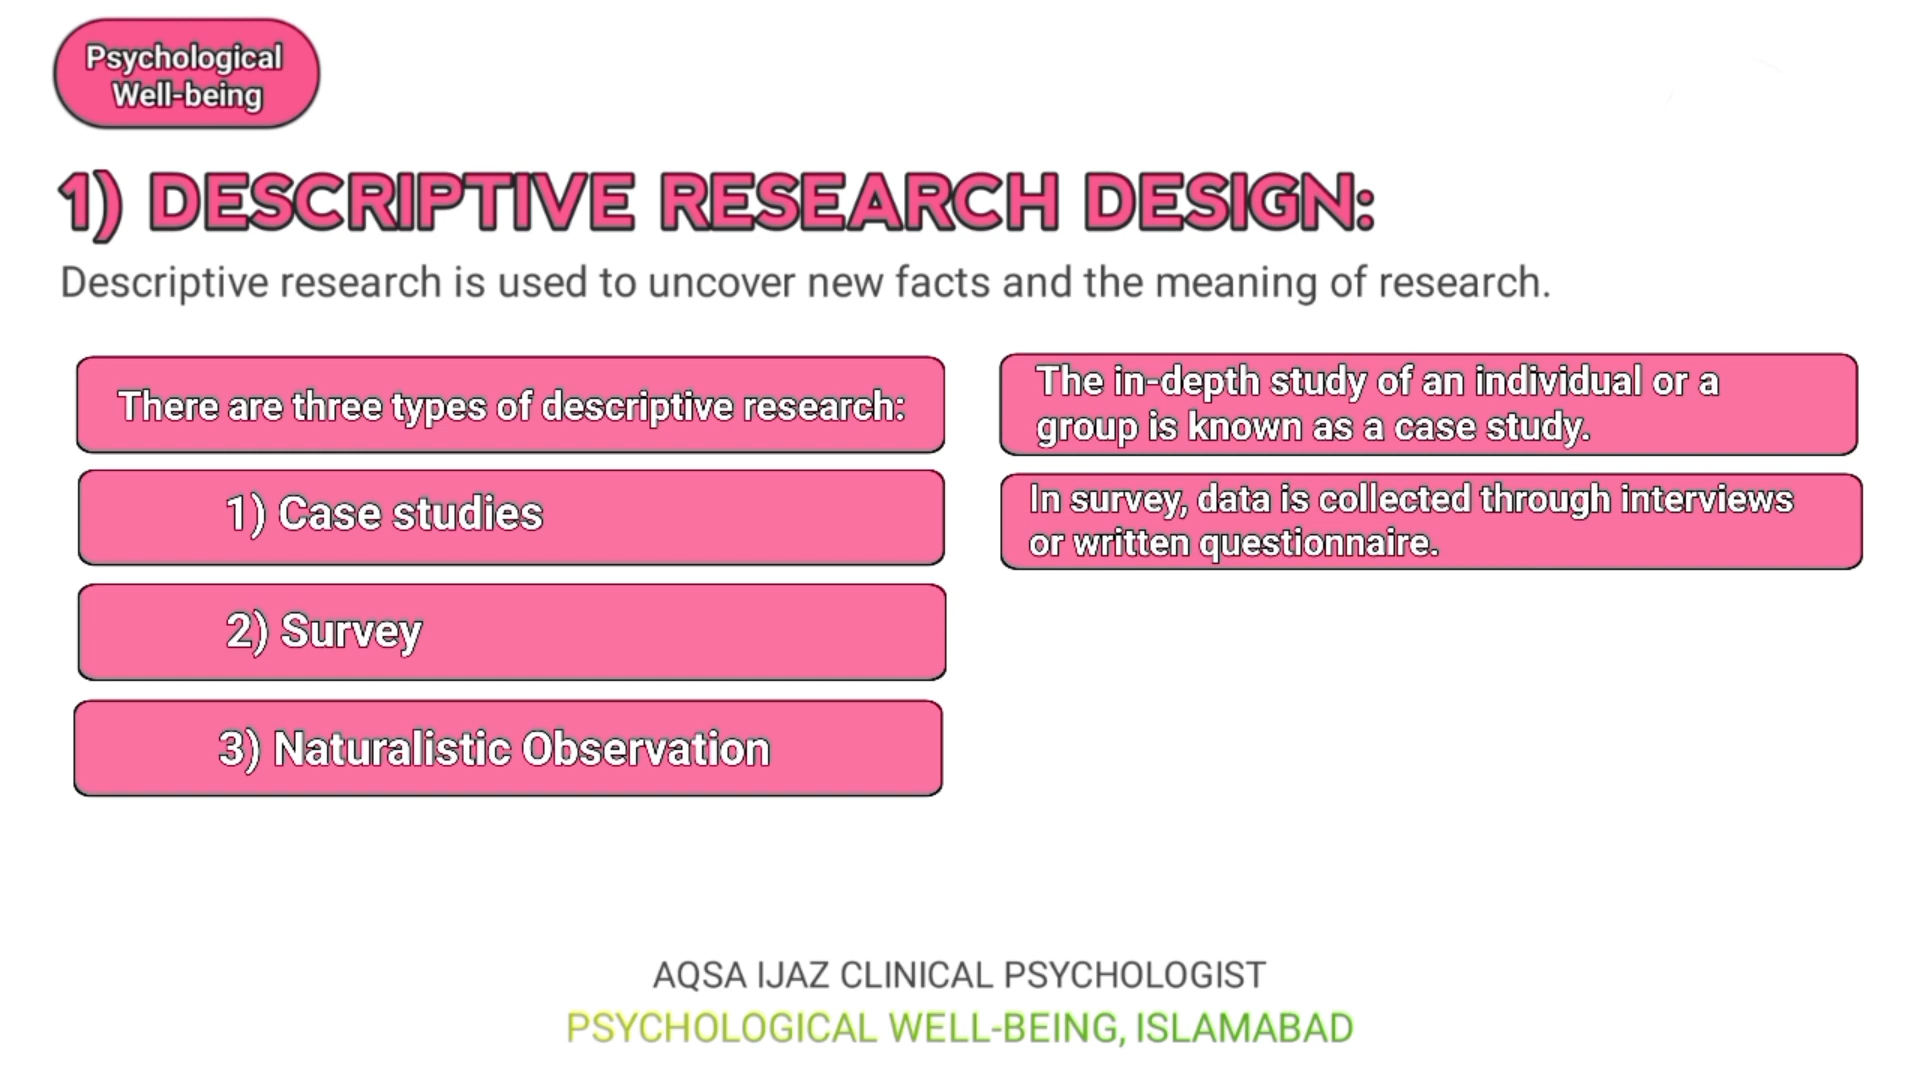 Psychological
Well-being
1) DESCRIPTIVE RESEARCH DESIGN:
Descriptive research is used to uncover new facts and the meaning of research.
There are three types of descriptive research:
1) Case studies
2) Survey
3) Naturalistic Observation
The in-depth study of an individual or a
group is known as a case study.
In survey, data is collected through interviews
or written questionnaire.
AQSA IJAZ CLINICAL PSYCHOLOGIST
PSYCHOLOGICAL WELL-BEING, ISLAMABAD